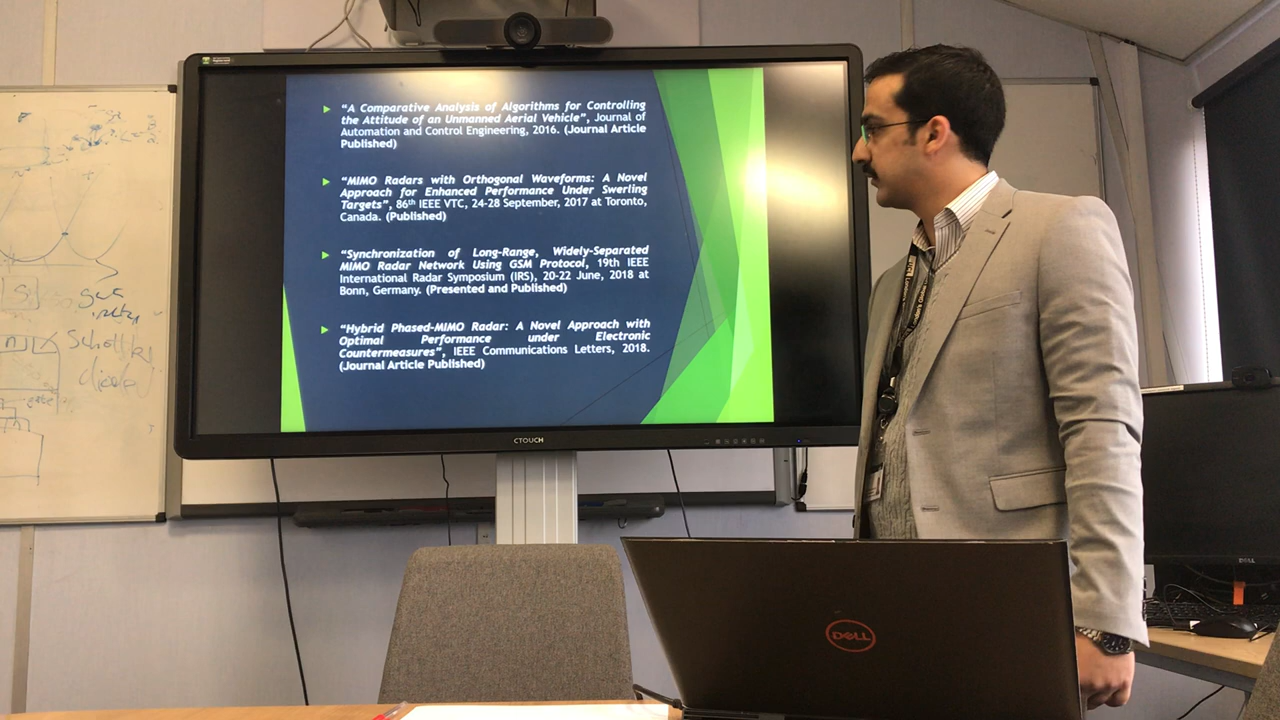 “A Comparative Analysis of Algorithms for Controlling
the Attitude of an Unmanned Aerial Vehicle”, Journal of
Automation and Control Engineering, 2016. (Journal Article
Published)
“MIMO Radars with Orthogonal Waveforms: A Novel
Approach for Enhanced Performance Under Swerling
Targets”, 86th IEEE VTC, 24-28 September, 2017 at Toronto,
Canada. (Published)
“Synchronization of Long-Range, Widely-Separated
MIMO Radar Network Using GSM Protocol, 19th IEEE
International Radar Symposium (IRS), 20-22 June, 2018 at
Bonn, Germany. (Presented and Published)
“Hybrid Phased-MIMO Radar: A Novel Approach with
Optimal Performance under Electronic
Countermeasures”, IEEE Communications Letters, 2018.
(Journal Article Published)
CTOUCH
DELL
DELL